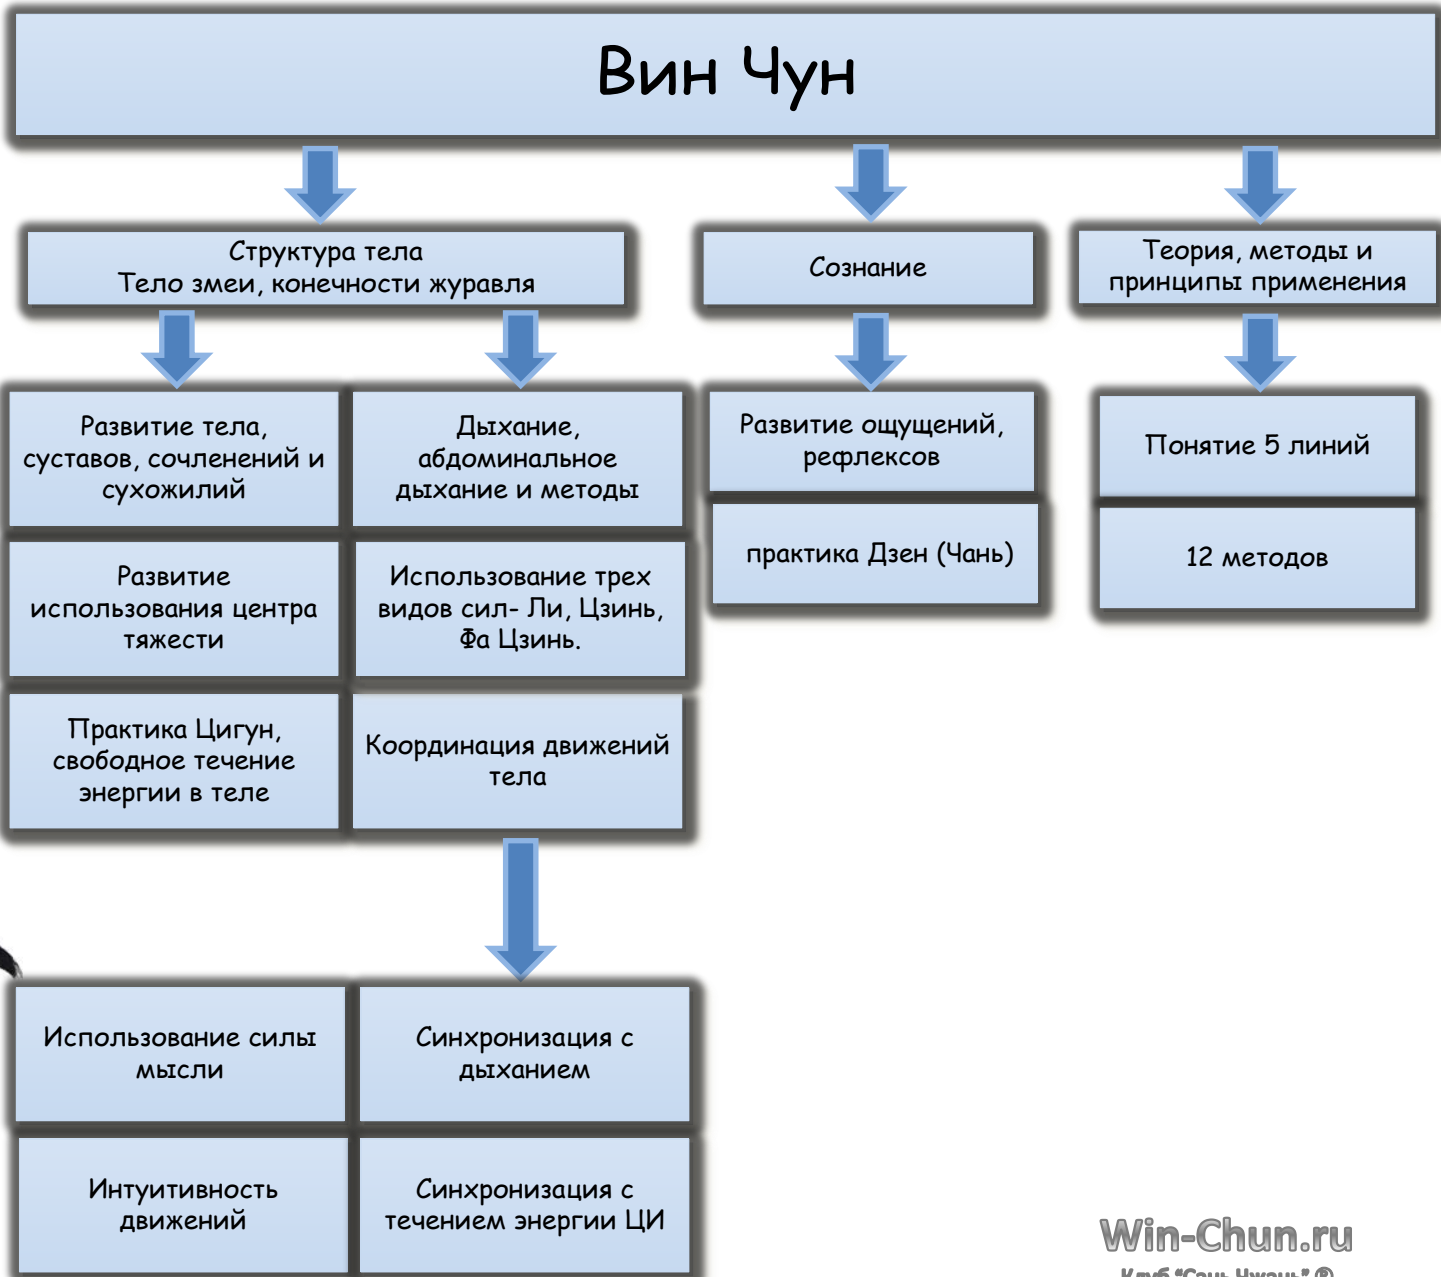 Вин Чун
Структура тела
Тело змеи, конечности журавля
Сознание
Теория, методы и
принципы применения
Развитие тела,
суставов, сочленений и
сухожилий
Дыхание,
абдоминальное
дыхание и методы
Развитие ощущений,
рефлексов
Понятие 5 линий
Развитие
использования центра
тяжести
Использование трех
видов сил- Ли, Цзинь,
Фа Цзинь.
практика Дзен (Чань)
12 методов
Практика Цигун,
свободное течение
энергии в теле
Координация движений
тела
Использование силы
мысли
Синхронизация с
дыханием
Интуитивность
движений
Синхронизация с
течением энергии ЦИ
Win-Chun.ru
Клуб "Сань Чжань" ®